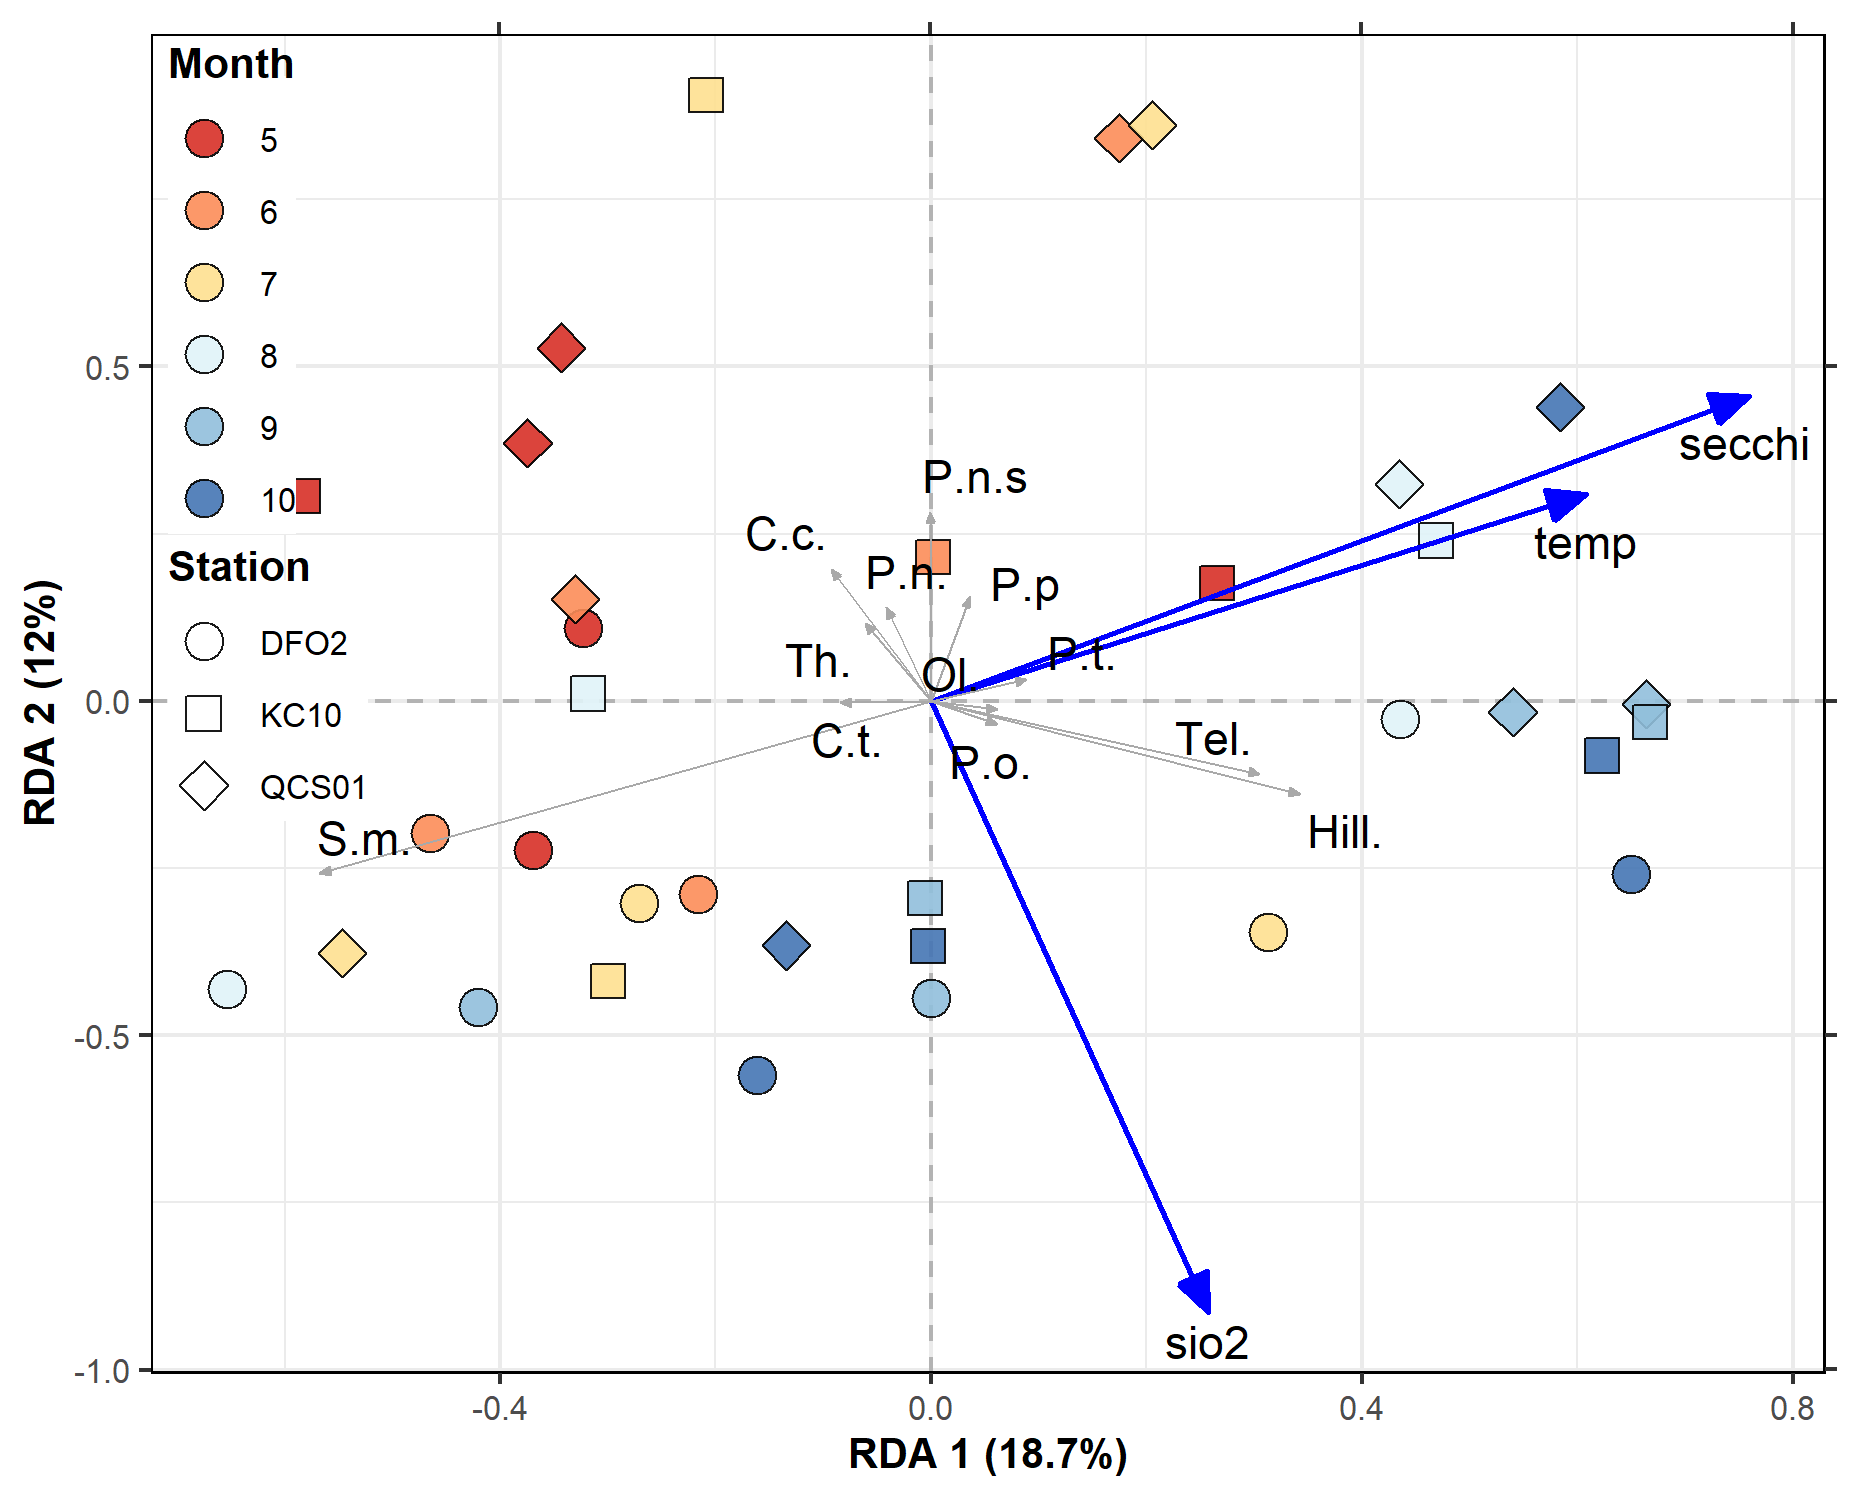 Month
5
6
7
8
9
10
Station
DFO2
KC10
QCS01
P.n.s
C.c.
P.n.
P.p
Th.
Ol.
P.t.
C.t.
P.o.
Tel.
Hill.
S.m.
secchi
temp
sio2
0.5
0.0
-0.5
-1.0
RDA 2 (12%)
-0.4
0.0
0.4
0.8
RDA 1 (18.7%)